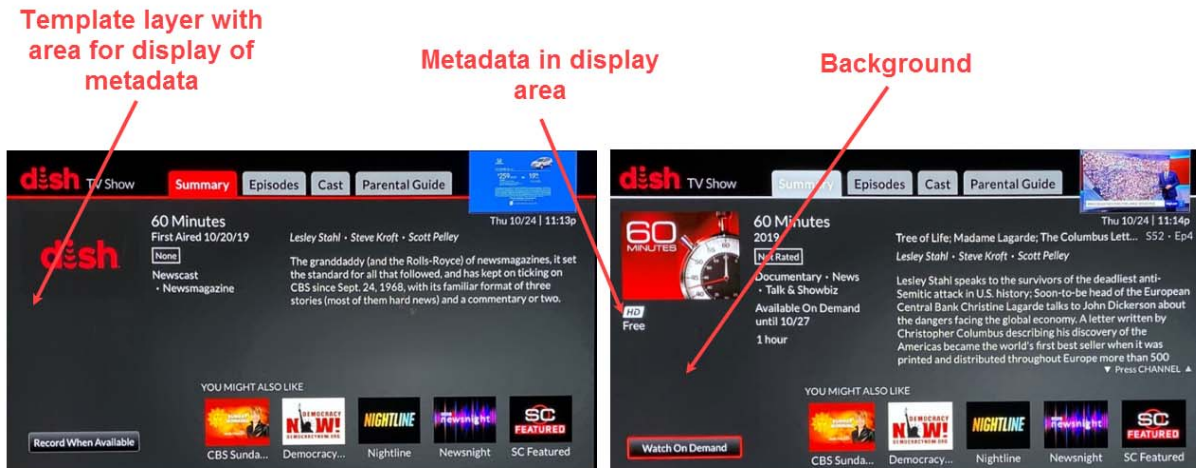 Template layer with
area for display of
metadata
Metadata in display
area
Background
dish TV Show
Summary
Episodes
Cast
Parental Guide
Thu 10/24 | 11:13p
dish
60 Minutes
First Aired 10/20/19
None
Newscast
• Newsmagazine
Lesley Stahl • Steve Kroft • Scott Pelley
The granddaddy (and the Rolls-Royce) of newsmagazines, it set
the standard for all that followed, and has kept on ticking on
CBS since Sept. 24, 1968, with its familiar format of three
stories (most of them hard news) and a commentary or two.
YOU MIGHT ALSO LIKE
DEMOCRACY
NOW!
DEMOCRACYNOW.ORG
NIGHTLINE
newsnight
SC
FEATURED
Record When Available
CBS Sunda...
Democracy...
Nightline
Newsnight
SC Featured
dish TV Show
Summary
Episodes
Cast
Parental Guide
Thu 10/24 | 11:14p
60
MINUTES
HD
Free
60 Minutes
2019
Not Rated
Documentary • News
• Talk & Showbiz
Available On Demand
until 10/27
1 hour
Tree of Life; Madame Lagarde; The Columbus Lett... S52 • Ep4
Lesley Stahl • Steve Kroft • Scott Pelley
Lesley Stahl speaks to the survivors of the deadliest anti-
Semitic attack in U.S. history; Soon-to-be head of the European
Central Bank Christine Lagarde talks to John Dickerson about
the dangers facing the global economy. A letter written by
Christopher Columbus describing his discovery of the
Americas became the world's first best seller when it was
printed and distributed throughout Europe more than 500
▼ Press CHANNEL ▲
YOU MIGHT ALSO LIKE
DEMOCRACY
NOW!
DEMOCRACYNOW.ORG
NIGHTLINE
newsnight
SC
FEATURED
Watch On Demand
CBS Sunda...
Democracy...
Nightline
Newsnight
SC Featured